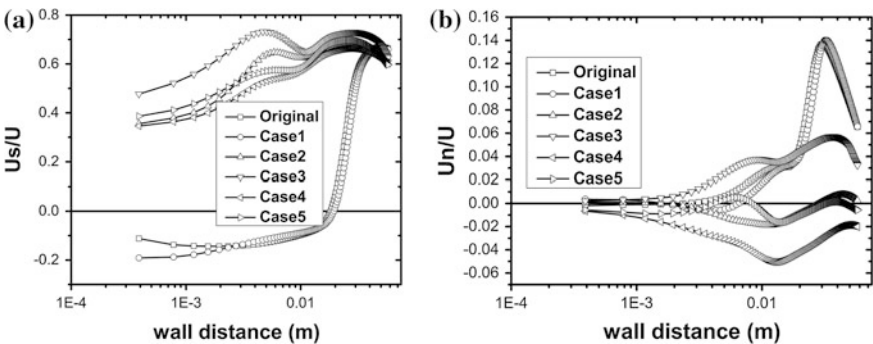 (a)
Us/U
0.8
0.6
0.4
0.2
0.0
-0.2
1E-4
1E-3
0.01
wall distance (m)
Original
Case1
Case2
Case3
Case4
Case5
(b)
Un/U
0.16
0.14
0.12
0.10
0.08
0.06
0.04
0.02
0.00
-0.02
-0.04
-0.06
1E-4
1E-3
0.01
wall distance (m)
Original
Case1
Case2
Case3
Case4
Case5